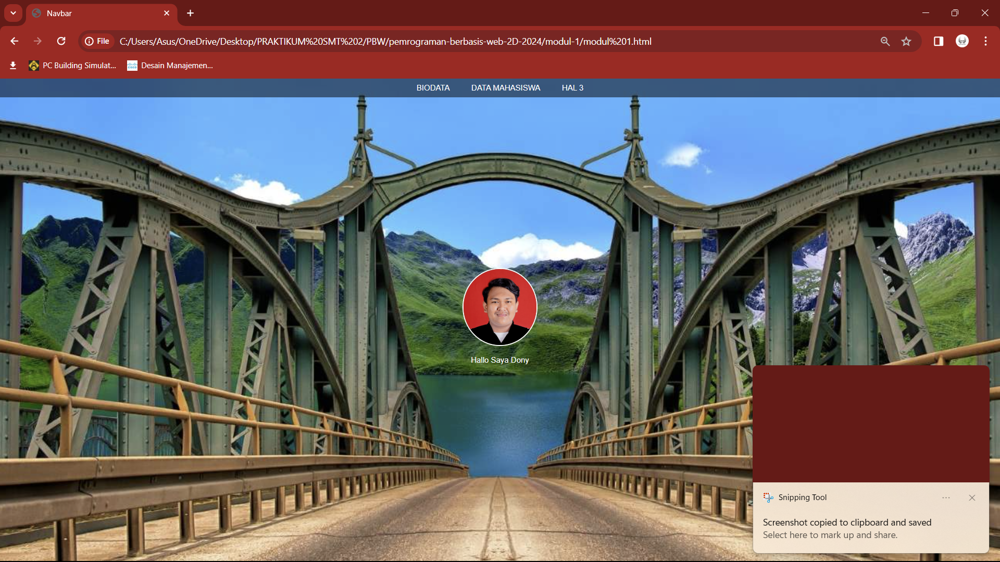 Navbar
File
C:/Users/Asus/OneDrive/Desktop/PRAKTIKUM%20SMT%202/PBW/pemrograman-berbasis-web-2D-2024/modul-1/modul%201.html
PC Building Simulat...
Desain Manajemen...
BIODATA
DATA MAHASISWA
HAL 3
Hallo Saya Dony
Snipping Tool
Screenshot copied to clipboard and saved
Select here to mark up and share.